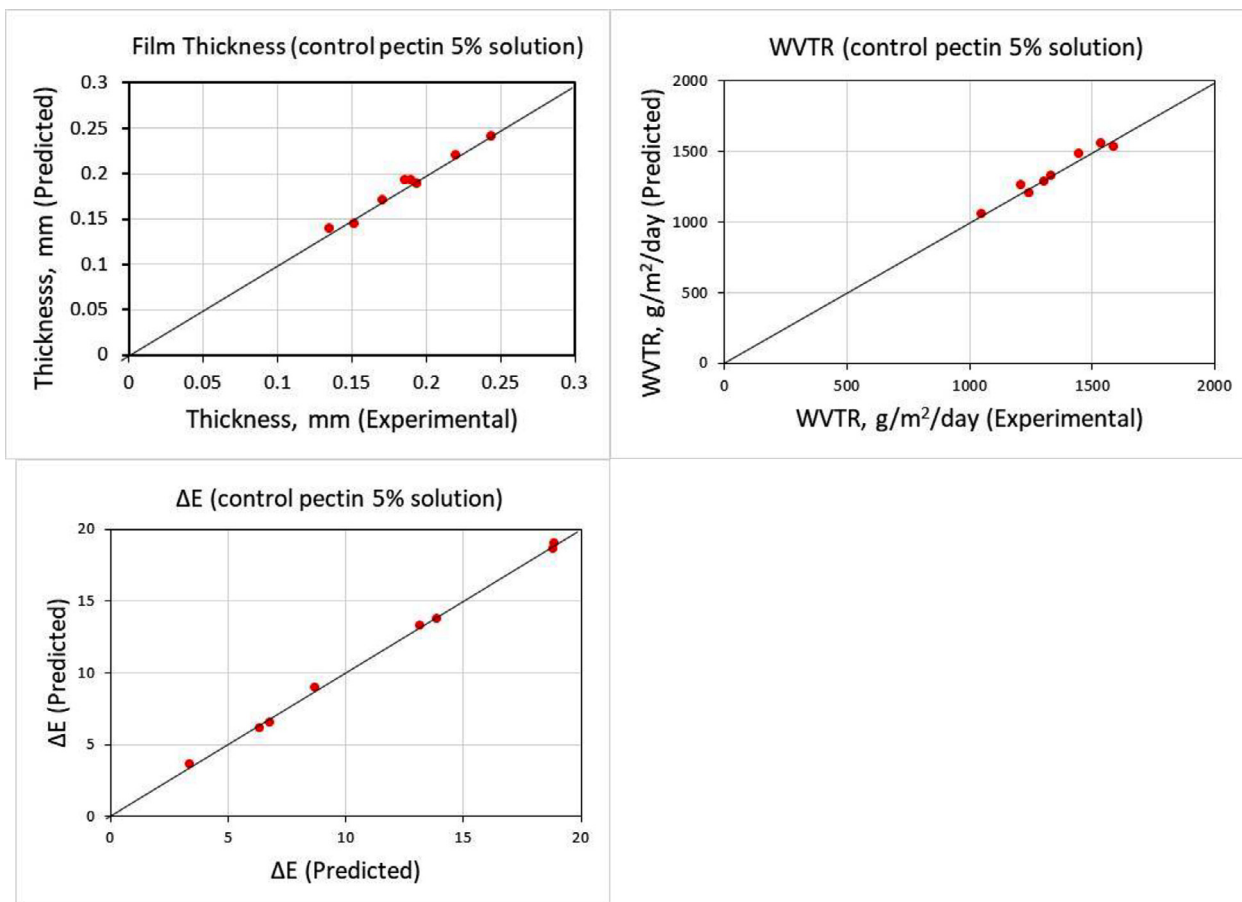 Film Thickness (control pectin 5% solution)
Thicknesss, mm (Predicted)
0.3
0.25
0.2
0.15
0.1
0.05
0
0 0.05 0.1 0.15 0.2 0.25 0.3
Thickness, mm (Experimental)
WVTR (control pectin 5% solution)
WVTR, g/m²/day (Predicted)
2000
1500
1000
500
0
0 500 1000 1500 2000
WVTR, g/m²/day (Experimental)
ΔE (control pectin 5% solution)
ΔE (Predicted)
20
15
10
5
0
0 5 10 15 20
ΔE (Predicted)